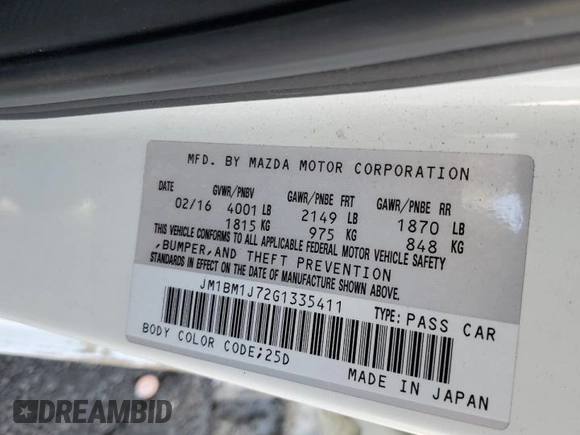 MFD. BY MAZDA MOTOR CORPORATION
DATE GVWR/PNBV GAWR/PNBE FRT GAWR/PNBE RR
02/16 4001 LB 2149 LB 1870 LB
1815 KG 975 KG 848 KG
THIS VEHICLE CONFORMS TO ALL APPLICABLE FEDERAL MOTOR VEHICLE SAFETY
,BUMPER,AND THEFT PREVENTION
STANDARDS IN EFFECT ON THE DATE OF MANUFACTURE SHOWN ABOVE.
JM1BM1J72G1335411 TYPE: PASS CAR
BODY COLOR CODE;25D
MADE IN JAPAN
DREAMBID